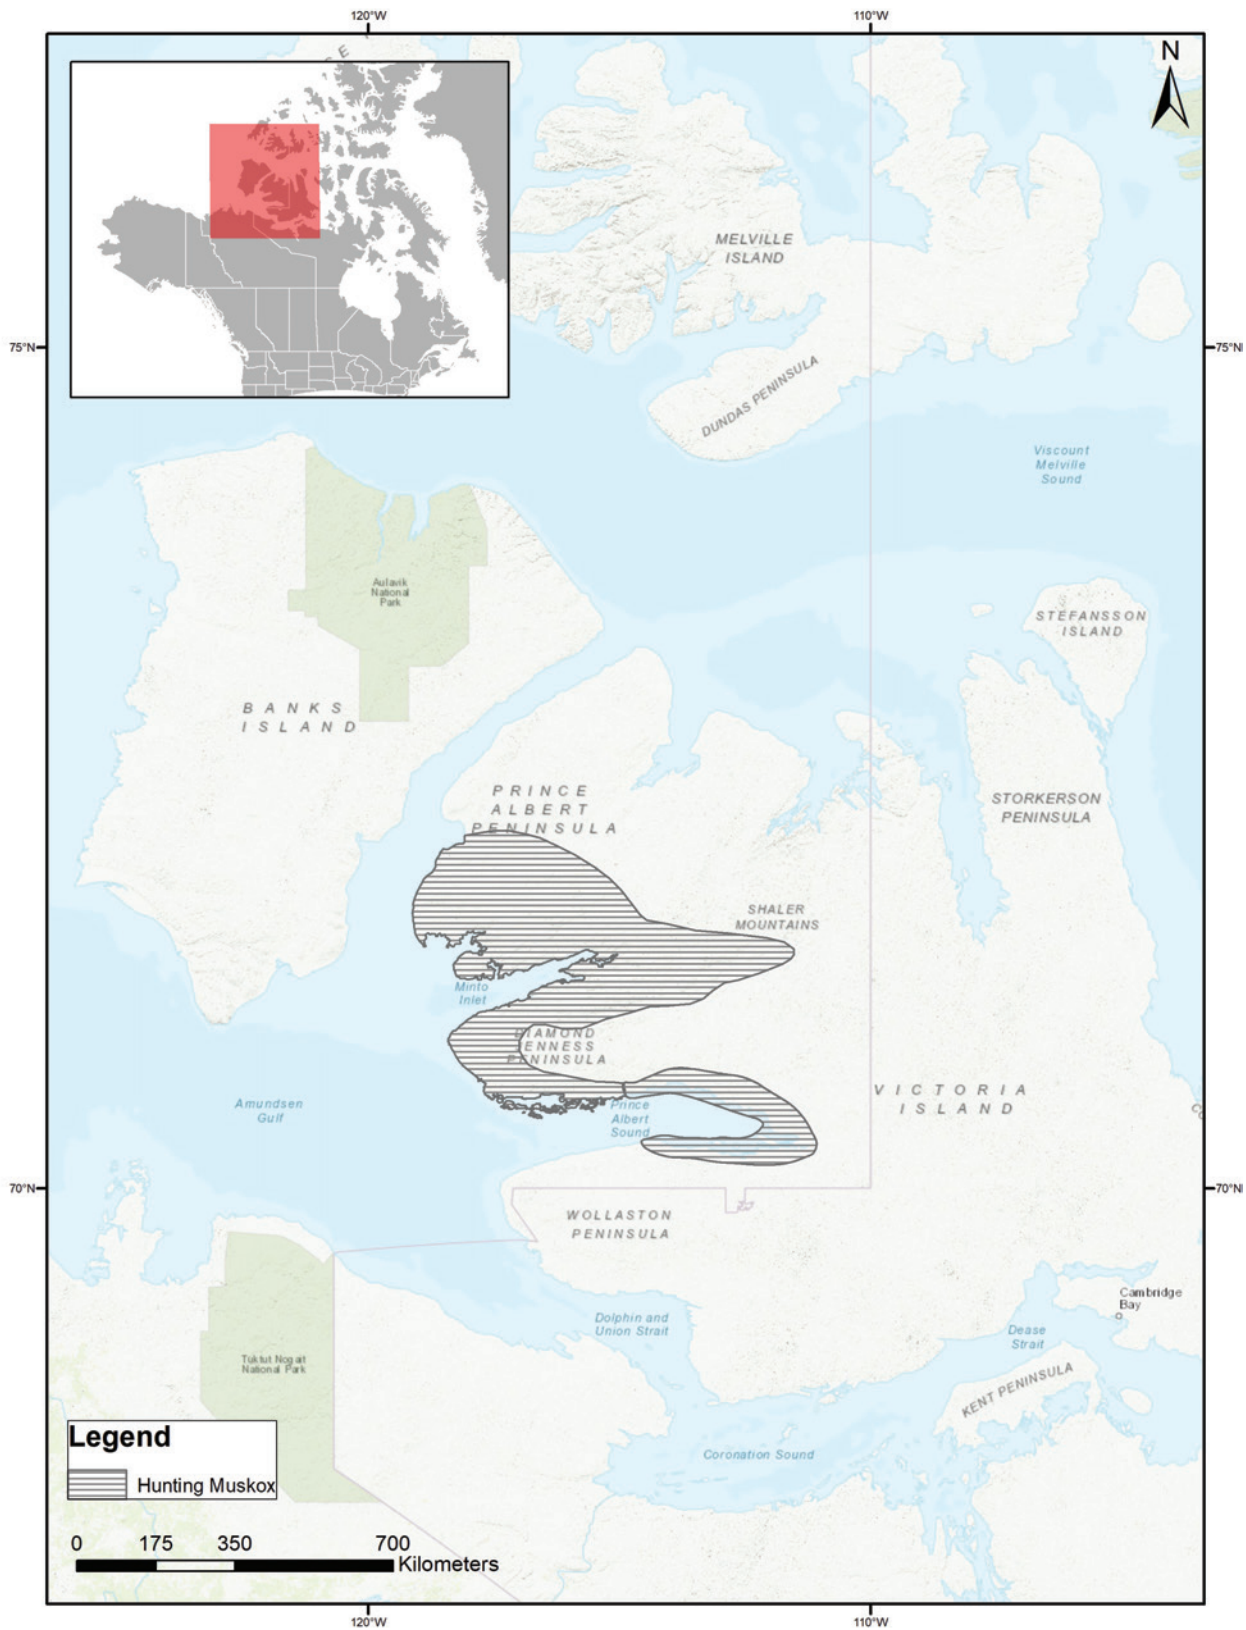 120°W
110°W
C E
N
MELVILLE
ISLAND
75°N
75°N
DUNDAS PENINSULA
Viscount
Melville
Sound
Aulavik
National
Park
STEFANSSON
ISLAND
BANKS
ISLAND
PRINCE
ALBERT
PENINSULA
STORKERSON
PENINSULA
SHALER
MOUNTAINS
Minto
Inlet
DIAMOND
JENNESS
PENINSULA
VICTORIA
ISLAND
Amundsen
Gulf
Prince
Albert
Sound
70°N
70°N
WOLLASTON
PENINSULA
Cambridge
Bay
Dolphin and
Union Strait
Dease
Strait
Tuktut Nogait
National Park
KENT PENINSULA
Legend
Coronation Sound
Hunting Muskox
0 175 350 700
Kilometers
120°W
110°W